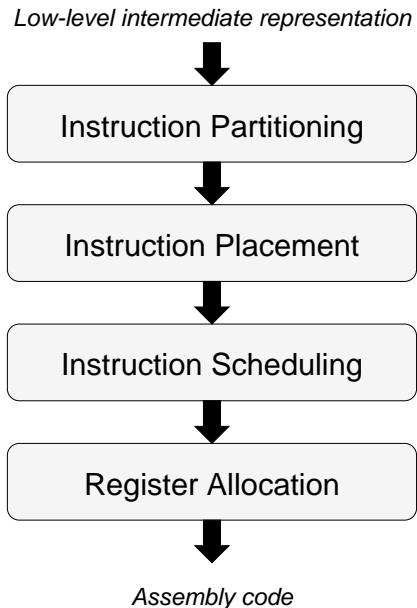 Low-level intermediate representation
Instruction Partitioning
Instruction Placement
Instruction Scheduling
Register Allocation
Assembly code